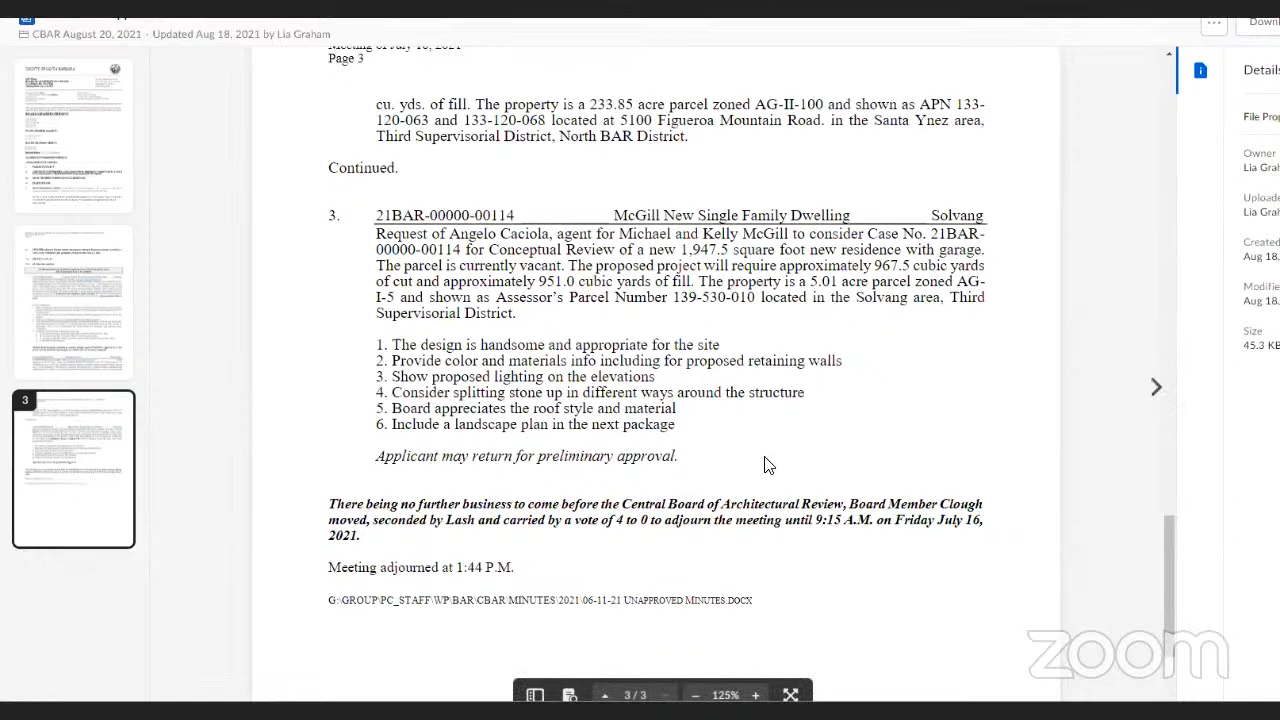 CBAR August 20, 2021 · Updated Aug 18, 2021 by Lia Graham
Downl
Meeting of July 16, 2021
Page 3
cu. yds. of fill. The property is a 233.85 acre parcel zoned AG-II-100 and shown as APN 133-
120-063 and 133-120-068 located at 5100 Figueroa Mountain Road. in the Santa Ynez area,
Third Supervisorial District/North BAR District.
Continued.
3. 21BAR-00000-00114 McGill New Single Family Dwelling Solvang
Request of Arcelo Caciola, agent for Michael and Kelly McGill to consider Case No. 21BAR-
00000-00114 for Conceptual Review of a new 1,947.5 square foot residence and garage.
The parcel is currently vacant. The proposed project will require approximately 967.5 cubic yards
of cut and approximately 21.0 cubic yards of fill. The property is a 5.01 acre parcel zoned AG-
I-5 and shown as Assessor's Parcel Number 139-530-010 located in the Solvang area, Third
Supervisorial District.
1. The design is handsome and appropriate for the site
2. Provide color and material info including for proposed retaining walls
3. Show proposed lighting on the elevations
4. Consider splitting stone up in different ways around the structure
5. Board appreciates the roof style and material
6. Include a landscape plan in the next package
Applicant may return for preliminary approval.
There being no further business to come before the Central Board of Architectural Review, Board Member Clough
moved, seconded by Lash and carried by a vote of 4 to 0 to adjourn the meeting until 9:15 A.M. on Friday July 16,
2021.
Meeting adjourned at 1:44 P.M.
G:\GROUP\PC_STAFF\WP\BAR\CBAR\MINUTES\2021\06-11-21 UNAPPROVED MINUTES.DOCX
3
3 / 3
125%
Details
File Prop
Owner
Lia Grah
Uploade
Lia Grah
Created
Aug 18,
Modifie
Aug 18,
Size
45.3 KB
zoom